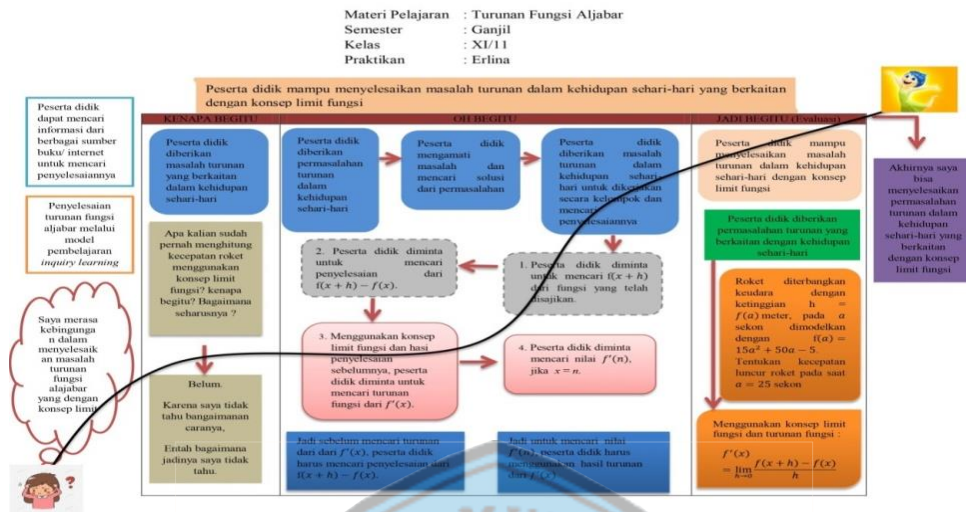 Materi Pelajaran : Turunan Fungsi Aljabar
Semester : Ganjil
Kelas : XI/11
Praktikan : Erlina
Peserta didik mampu menyelesaikan masalah turunan dalam kehidupan sehari-hari yang berkaitan
dengan konsep limit fungsi
Peserta didik
dapat mencari
informasi dari
berbagai sumber
buku/ internet
untuk mencari
penyelesaiannya
Penyelesaian
turunan fungsi
aljabar melalui
model
pembelajaran
inquiry learning
Saya merasa
kebingunga
n dalam
menyelesaik
an masalah
turunan
fungsi
alajabar
yang dengan
konsep limit
?
KENAPA BEGITU
Peserta didik
diberikan
masalah turunan
yang berkaitan
dalam kehidupan
sehari-hari
Apa kalian sudah
pernah menghitung
kecepatan roket
menggunakan
konsep limit
fungsi? kenapa
begitu? Bagaimana
seharusnya ?
Belum.
Karena saya tidak
tahu bangaimanan
caranya,
Entah bagaimana
jadinya saya tidak
tahu.
OH BEGITU
Peserta didik
diberikan
permasalahan
turunan
dalam
kehidupan
sehari-hari
Peserta didik
mengamati
masalah dan
mencari solusi
dari permasalahan
Peserta didik
diberikan masalah
turunan dalam
kehidupan sehari-
hari untuk dikerjakan
secara kelompok dan
mencari
penyelesaiannya
1. Peserta didik diminta
untuk mencari f(x + h)
dari fungsi yang telah
disajikan.
2. Peserta didik diminta
untuk mencari
penyelesaian dari
f(x + h) − f(x).
3. Menggunakan konsep
limit fungsi dan hasi
penyelesaian
sebelumnya, peserta
didik diminta untuk
mencari turunan
fungsi dari f′(x).
4. Peserta didik diminta
mencari nilai f′(n),
jika x = n.
Jadi sebelum mencari turunan
dari dari f′(x), peserta didik
harus mencari penyelesaian dari
f(x + h) − f(x).
Jadi untuk mencari nilai
f′(n), peserta didik harus
menggunakan hasil turunan
dari f′(x)
JADI BEGITU (Evaluasi)
Peserta didik mampu
menyelesaikan masalah
turunan dalam kehidupan
sehari-hari dengan konsep
limit fungsi
Peserta didik diberikan
permasalahan turunan yang
berkaitan dengan kehidupan
sehari-hari
Roket diterbangkan
keudara dengan
ketinggian h =
f(a) meter, pada a
sekon dimodelkan
dengan f(a) =
15a² + 50a − 5.
Tentukan kecepatan
luncur roket pada saat
a = 25 sekon
Menggunakan konsep limit
fungsi dan turunan fungsi :
f′(x)
= lim h→0 f(x + h) − f(x) / h
Akhirnya saya
bisa
menyelesaikan
permasalahan
turunan dalam
kehidupan
sehari-hari yang
berkaitan
dengan konsep
limit fungsi